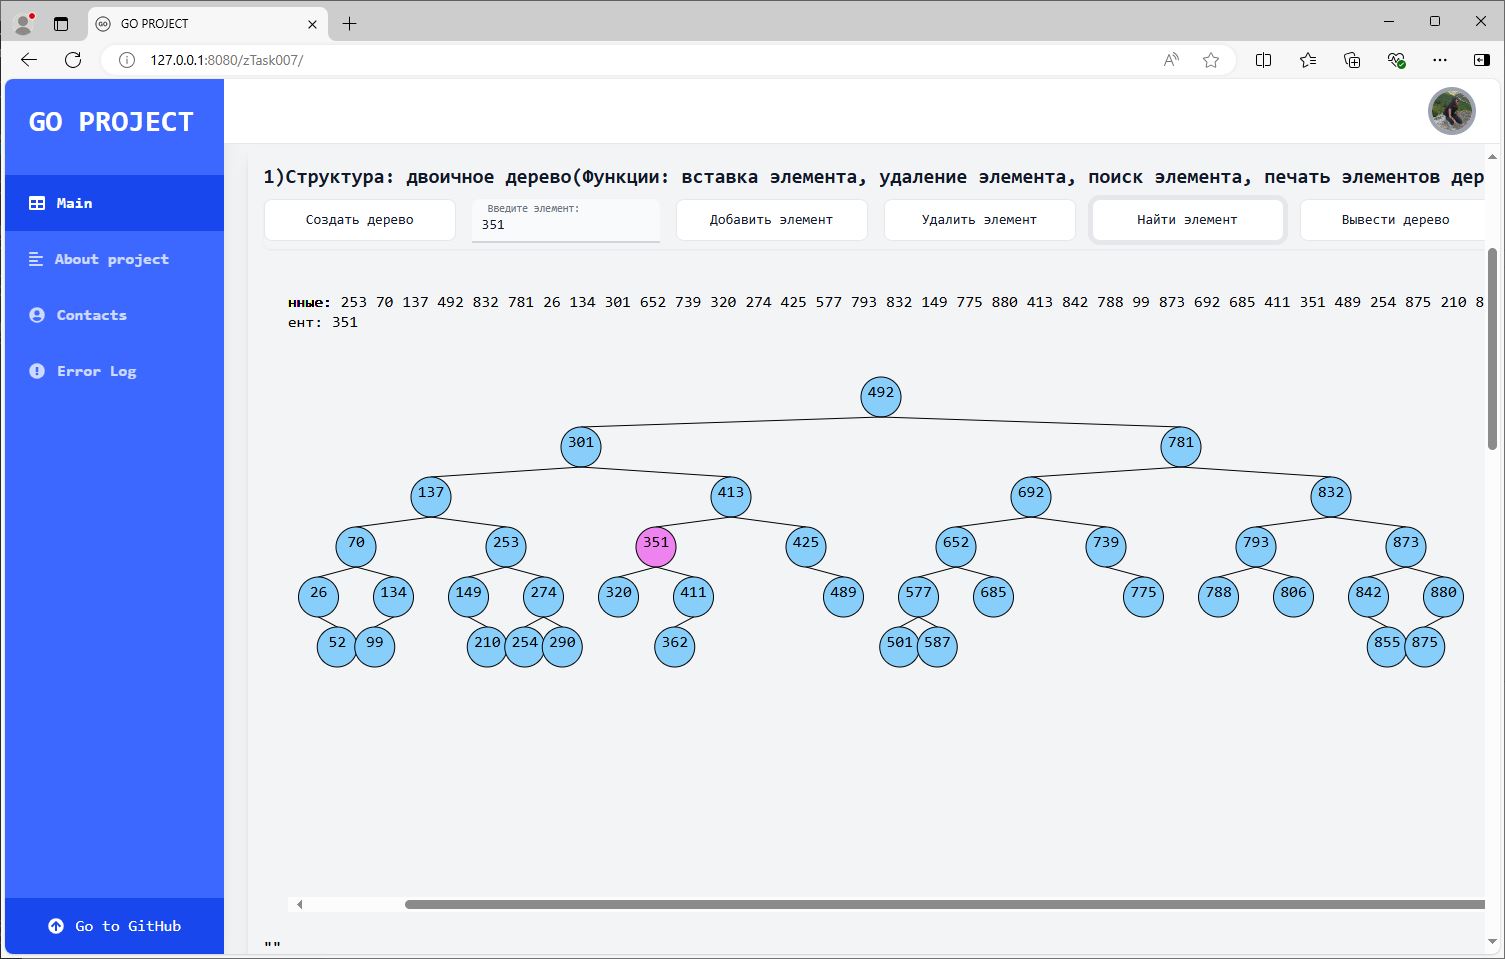 GO PROJECT
127.0.0.1:8080/zTask007/
GO PROJECT
Main
About project
Contacts
Error Log
Go to GitHub
1)Структура: двоичное дерево(Функции: вставка элемента, удаление элемента, поиск элемента, печать элементов дер
Создать дерево
Введите элемент:
351
Добавить элемент
Удалить элемент
Найти элемент
Вывести дерево
нные: 253 70 137 492 832 781 26 134 301 652 739 320 274 425 577 793 832 149 775 880 413 842 788 99 873 692 685 411 351 489 254 875 210 8
ент: 351
492
301 781
137 413 692 832
70 253 351 425 652 739 793 873
26 134 149 274 320 411 489 577 685 775 788 806 842 880
52 99 210 254 290 362 501 587 855 875
""